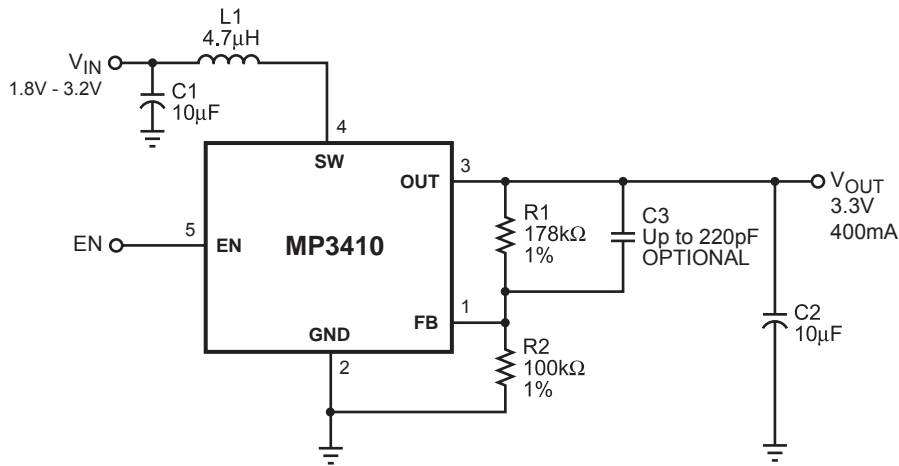 L1
4.7μH
VIN
1.8V - 3.2V
C1
10μF
4
SW
3
OUT
VOUT
3.3V
400mA
R1
178kΩ
1%
C3
Up to 220pF
OPTIONAL
5
EN
EN
MP3410
1
FB
C2
10μF
GND
2
R2
100kΩ
1%